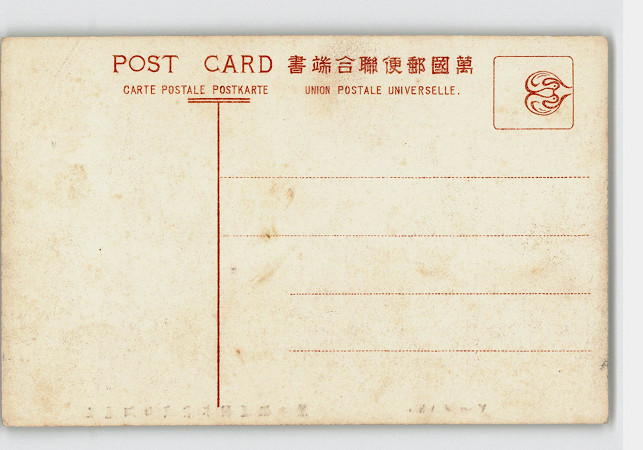 POST CARD 書端合聯便郵國萬
CARTE POSTALE POSTKARTE UNION POSTALE UNIVERSELLE.